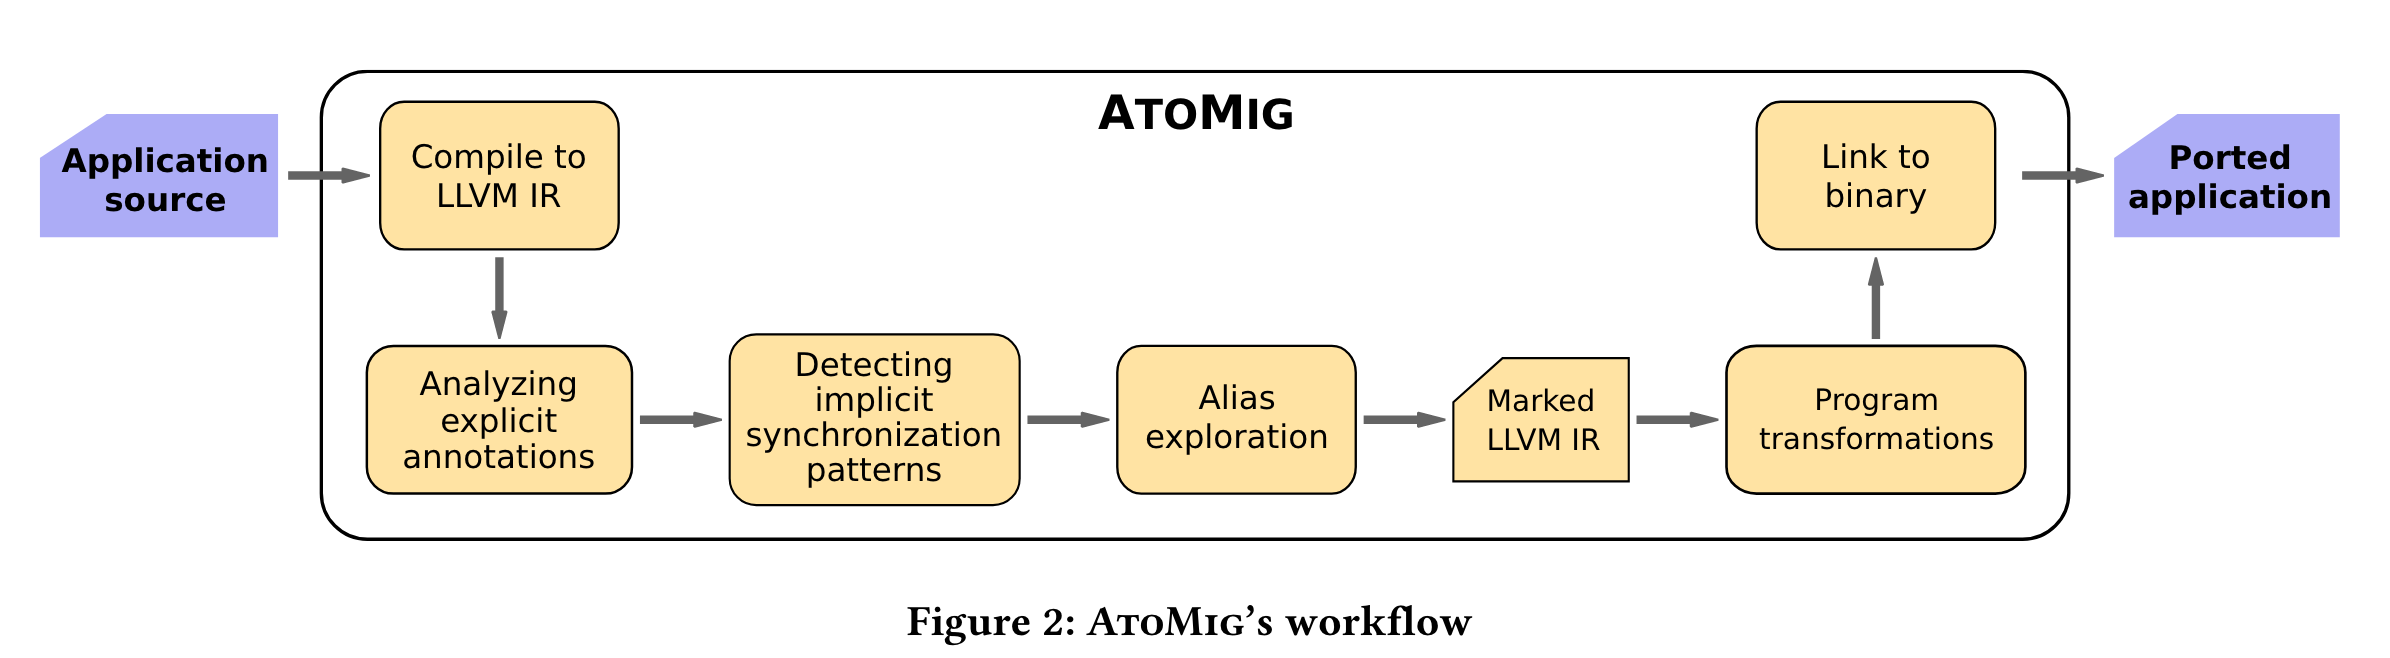 ATOMIG
Application
source
Compile to
LLVM IR
Analyzing
explicit
annotations
Detecting
implicit
synchronization
patterns
Alias
exploration
Marked
LLVM IR
Program
transformations
Link to
binary
Ported
application
Figure 2: ATOMIG’s workflow